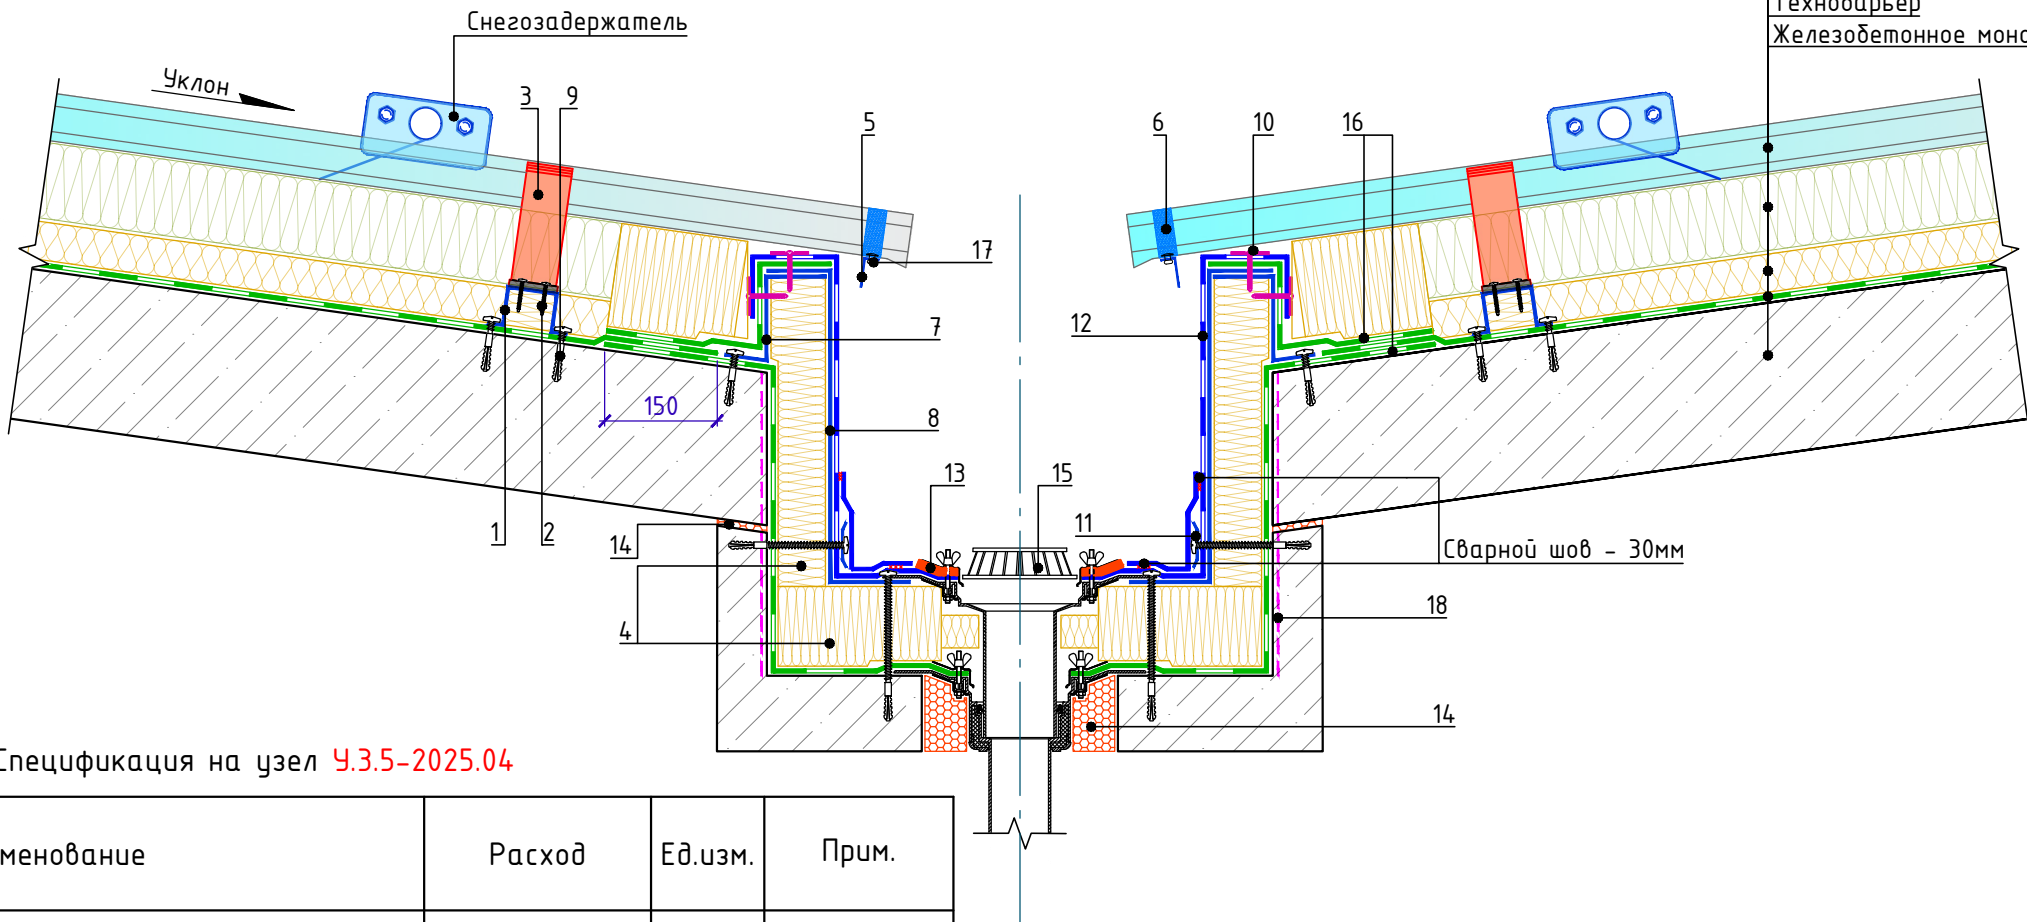 Снегозадержатель
Технобарьер
Железобетонное моно
Уклон
3
9
5
6
10
16
17
7
12
150
8
13
15
1
2
14
11
Сварной шов - 30мм
4
18
14
Спецификация на узел У.3.5-2025.04
менование
Расход
Ед.изм.
Прим.